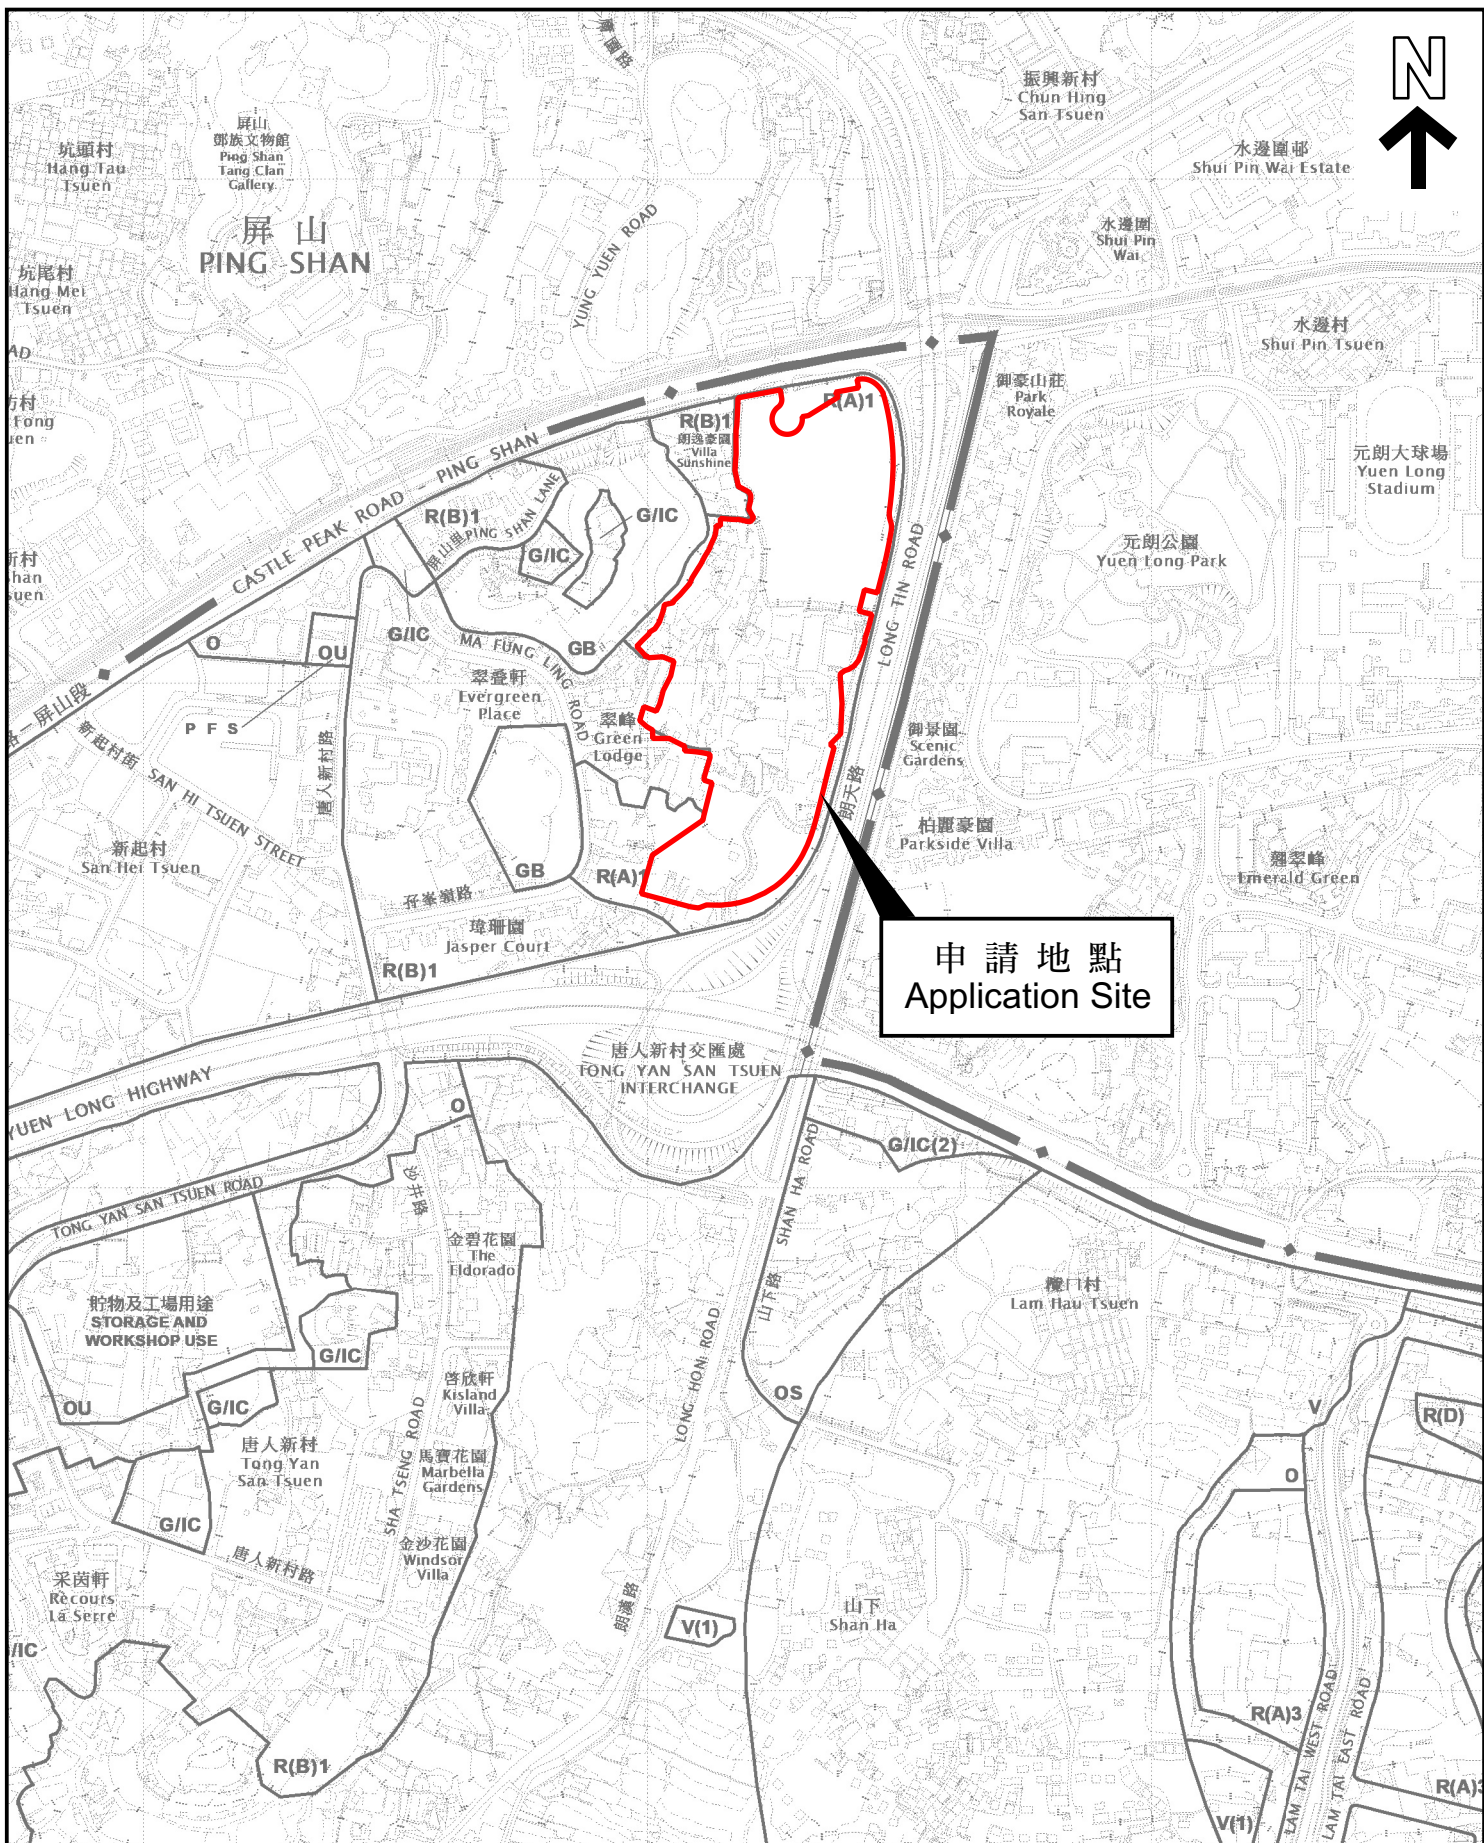 N
屏山
鄧族文物館
Ping Shan
Tang Clan
Gallery
振興新村
Chun Hing
San Tsuen
坑頭村
Hang Tau
Tsuen
水邊圍邨
Shui Pin Wai Estate
屏 山
PING SHAN
水邊圍
Shui Pin
Wai
YUNG YUEN ROAD
坑尾村
Hang Mei
Tsuen
水邊村
Shui Pin Tsuen
御豪山莊
Park
Royale
R(A)1
R(B)1
朗逸豪園
Villa
Sunshine
元朗大球場
Yuen Long
Stadium
CASTLE PEAK ROAD - PING SHAN
R(B)1
屏山里 PING SHAN LANE
G/IC
G/IC
元朗公園
Yuen Long Park
LONG TIN ROAD
O
OU
G/IC
MA FUNG LING ROAD
GB
翠疊軒
Evergreen
Place
翠峰
Green
Lodge
P F S
新起村街 SAN HI TSUEN STREET
唐人新村路
御景園
Scenic
Gardens
朗天路
柏麗豪園
Parkside Villa
新起村
San Hei Tsuen
翹翠峰
Emerald Green
GB
R(A)1
孖峯嶺路
瑋珊園
Jasper Court
R(B)1
申 請 地 點
Application Site
唐人新村交匯處
TONG YAN SAN TSUEN
INTERCHANGE
YUEN LONG HIGHWAY
O
G/IC(2)
TONG YAN SAN TSUEN ROAD
沙井路
SHAN HA ROAD
山下路
金碧花園
The
Eldorado
欖口村
Lam Hau Tsuen
貯物及工場用途
STORAGE AND
WORKSHOP USE
G/IC
LONG HON ROAD
啓欣軒
Kisland
Villa
OS
V
R(D)
OU
G/IC
唐人新村
Tong Yan
San Tsuen
SHA TSENG ROAD
馬寶花園
Marbella
Gardens
O
G/IC
唐人新村路
金沙花園
Windsor
Villa
采茵軒
Recours
La Serre
朗漢路
V(1)
山下
Shan Ha
R(B)1
R(A)3
LAM TAI WEST ROAD
LAM TAI EAST ROAD
V(1)